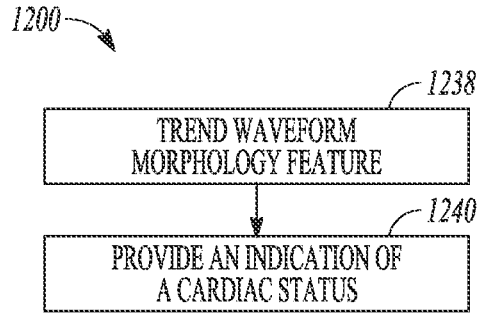 1200
1238
TREND WAVEFORM
MORPHOLOGY FEATURE
1240
PROVIDE AN INDICATION OF
A CARDIAC STATUS